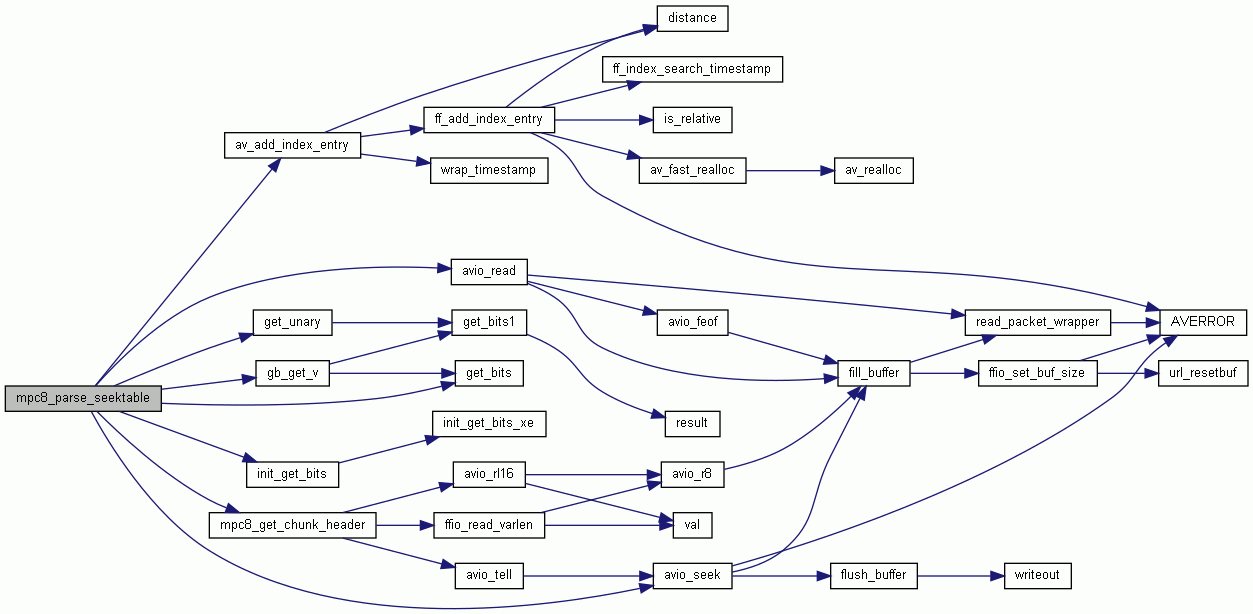 distance
ff_index_search_timestamp
ff_add_index_entry
is_relative
av_add_index_entry
wrap_timestamp
av_fast_realloc
av_realloc
avio_read
get_unary
get_bits1
avio_feof
read_packet_wrapper
AVERROR
gb_get_v
get_bits
fill_buffer
ffio_set_buf_size
url_resetbuf
mpc8_parse_seektable
init_get_bits_xe
result
init_get_bits
avio_rl16
avio_r8
mpc8_get_chunk_header
ffio_read_varlen
val
avio_tell
avio_seek
flush_buffer
writeout